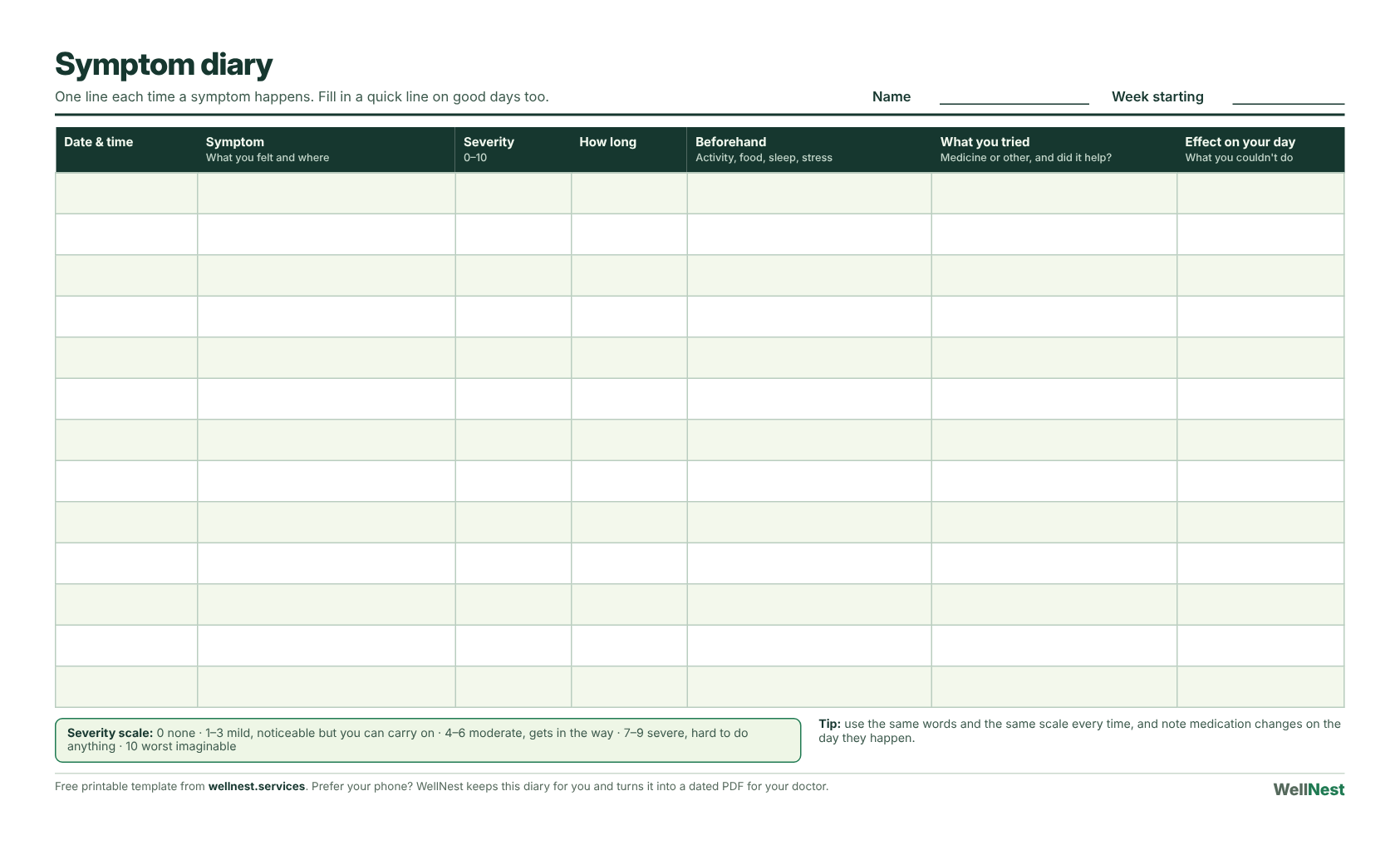 Symptom diary
One line each time a symptom happens. Fill in a quick line on good days too.
Name
Week starting
Date & time
Symptom
What you felt and where
Severity
0–10
How long
Beforehand
Activity, food, sleep, stress
What you tried
Medicine or other, and did it help?
Effect on your day
What you couldn't do
Severity scale: 0 none · 1–3 mild, noticeable but you can carry on · 4–6 moderate, gets in the way · 7–9 severe, hard to do
anything · 10 worst imaginable
Tip: use the same words and the same scale every time, and note medication changes on the
day they happen.
Free printable template from wellnest.services. Prefer your phone? WellNest keeps this diary for you and turns it into a dated PDF for your doctor.
WellNest